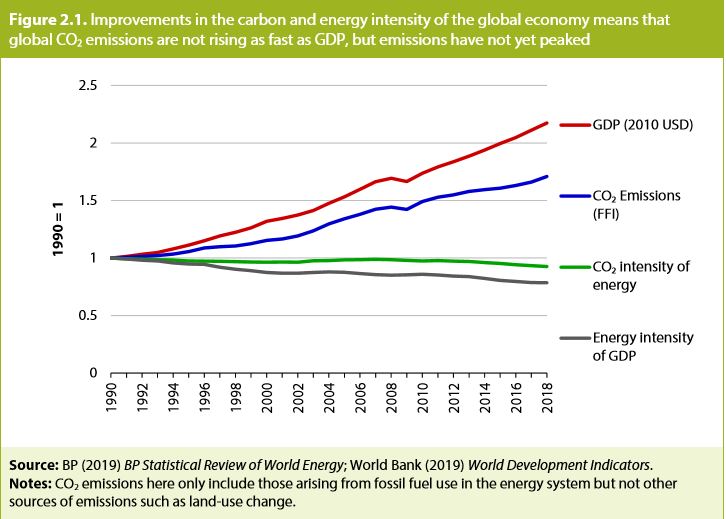 Figure 2.1. Improvements in the carbon and energy intensity of the global economy means that
global CO₂ emissions are not rising as fast as GDP, but emissions have not yet peaked
2.5
2
1.5
1
0.5
0
1990 = 1
GDP (2010 USD)
CO₂ Emissions
(FFI)
CO₂ intensity of
energy
Energy intensity
of GDP
1990
1992
1994
1996
1998
2000
2002
2004
2006
2008
2010
2012
2014
2016
2018
Source: BP (2019) BP Statistical Review of World Energy; World Bank (2019) World Development Indicators.
Notes: CO₂ emissions here only include those arising from fossil fuel use in the energy system but not other
sources of emissions such as land-use change.